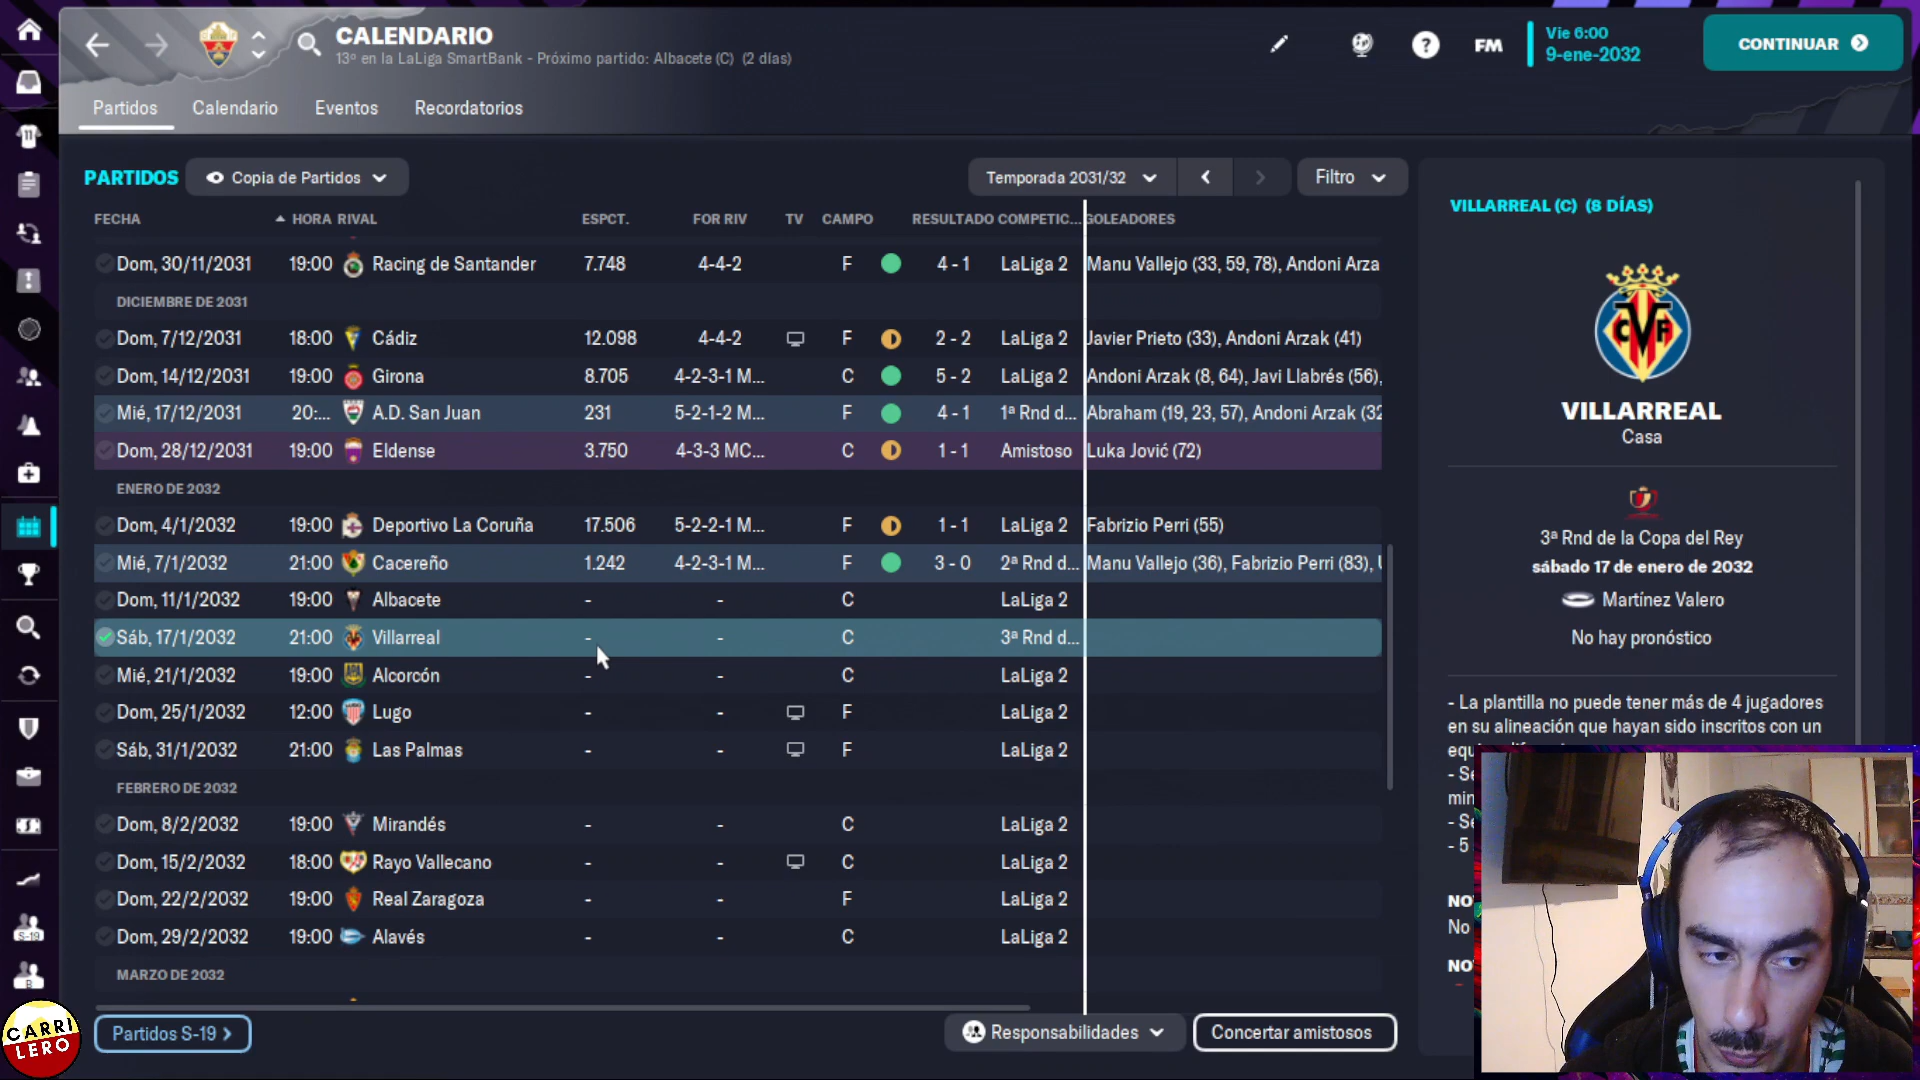 CALENDARIO
13º en la LaLiga SmartBank - Próximo partido: Albacete (C) (2 días)
FM
Vie 6:00
9-ene-2032
CONTINUAR
Partidos Calendario Eventos Recordatorios
PARTIDOS
Copia de Partidos
Temporada 2031/32
Filtro
FECHA HORA RIVAL ESPCT. FOR RIV TV CAMPO RESULTADO COMPETIC... GOLEADORES
Dom, 30/11/2031 19:00 Racing de Santander 7.748 4-4-2 F 4 - 1 LaLiga 2 Manu Vallejo (33, 59, 78), Andoni Arza
DICIEMBRE DE 2031
Dom, 7/12/2031 18:00 Cádiz 12.098 4-4-2 F 2 - 2 LaLiga 2 Javier Prieto (33), Andoni Arzak (41)
Dom, 14/12/2031 19:00 Girona 8.705 4-2-3-1 M... C 5 - 2 LaLiga 2 Andoni Arzak (8, 64), Javi Llabrés (56),
Mié, 17/12/2031 20:... A.D. San Juan 231 5-2-1-2 M... F 4 - 1 1ª Rnd d... Abraham (19, 23, 57), Andoni Arzak (32
Dom, 28/12/2031 19:00 Eldense 3.750 4-3-3 MC... C 1 - 1 Amistoso Luka Jović (72)
ENERO DE 2032
Dom, 4/1/2032 19:00 Deportivo La Coruña 17.506 5-2-2-1 M... F 1 - 1 LaLiga 2 Fabrizio Perri (55)
Mié, 7/1/2032 21:00 Cacereño 1.242 4-2-3-1 M... F 3 - 0 2ª Rnd d... Manu Vallejo (36), Fabrizio Perri (83),
Dom, 11/1/2032 19:00 Albacete - - C LaLiga 2
Sáb, 17/1/2032 21:00 Villarreal - - C 3ª Rnd d...
Mié, 21/1/2032 19:00 Alcorcón - - C LaLiga 2
Dom, 25/1/2032 12:00 Lugo - - F LaLiga 2
Sáb, 31/1/2032 21:00 Las Palmas - - F LaLiga 2
FEBRERO DE 2032
Dom, 8/2/2032 19:00 Mirandés - - C LaLiga 2
Dom, 15/2/2032 18:00 Rayo Vallecano - - C LaLiga 2
Dom, 22/2/2032 19:00 Real Zaragoza - - F LaLiga 2
Dom, 29/2/2032 19:00 Alavés - - C LaLiga 2
MARZO DE 2032
Partidos S-19
Responsabilidades
Concertar amistosos
VILLARREAL (C) (8 DÍAS)
VILLARREAL
Casa
3ª Rnd de la Copa del Rey
sábado 17 de enero de 2032
Martínez Valero
No hay pronóstico
- La plantilla no puede tener más de 4 jugadores
en su alineación que hayan sido inscritos con un
- 5
No
S-19
B
CARRI
LERO